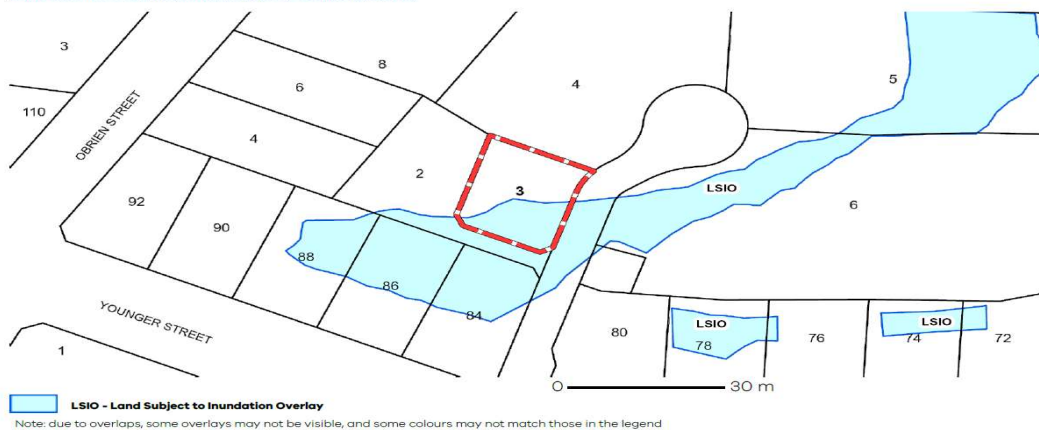 3
8
4
5
6
110
OBRIEN STREET
4
2
3
LSIO
6
92
90
88
86
84
YOUNGER STREET
1
80
LSIO
78
76
LSIO
74
72
0 30 m
LSIO - Land Subject to Inundation Overlay
Note: due to overlaps, some overlays may not be visible, and some colours may not match those in the legend